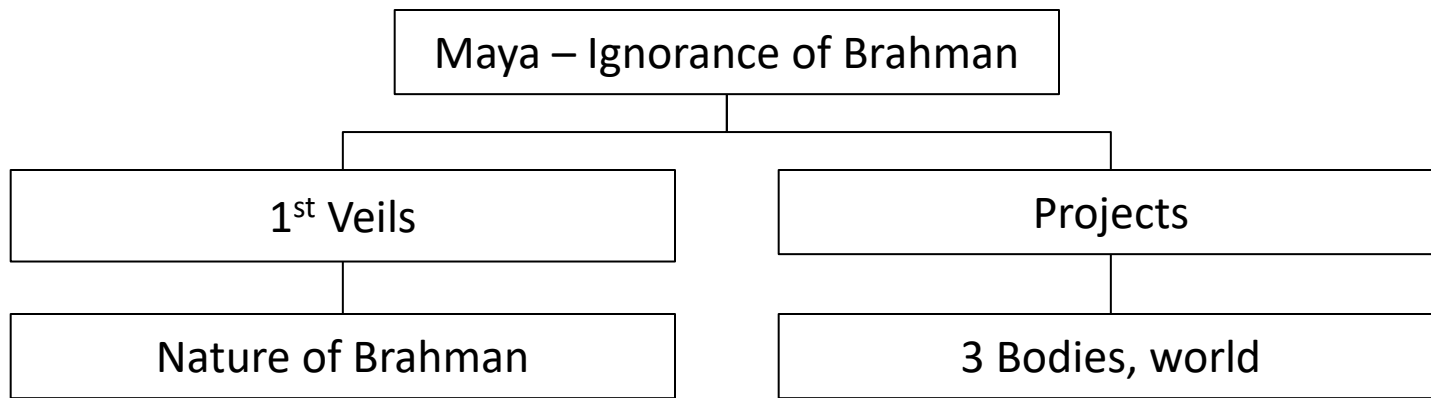 Maya – Ignorance of Brahman
1st Veils
Projects
Nature of Brahman
3 Bodies, world